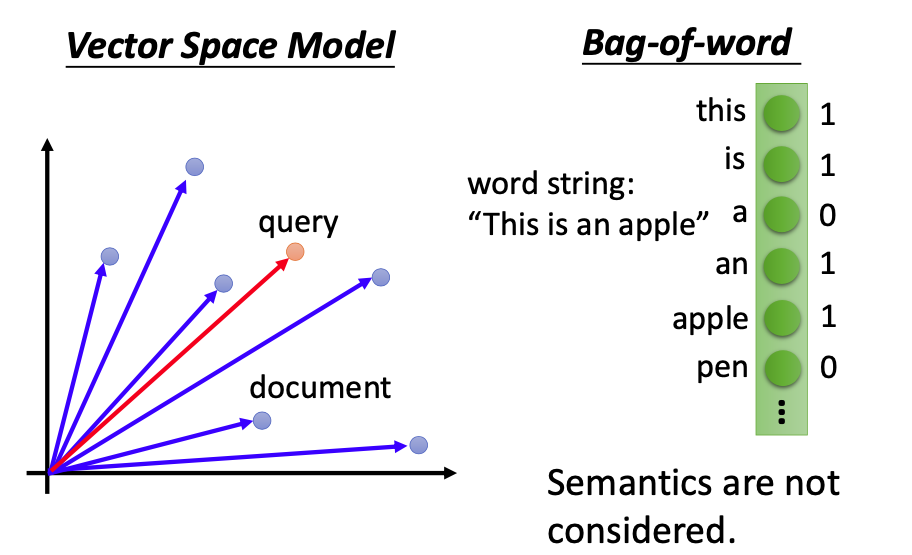 Vector Space Model
query
document
Bag-of-word
word string:
“This is an apple”
this 1
is 1
a 0
an 1
apple 1
pen 0
⋮
Semantics are not
considered.